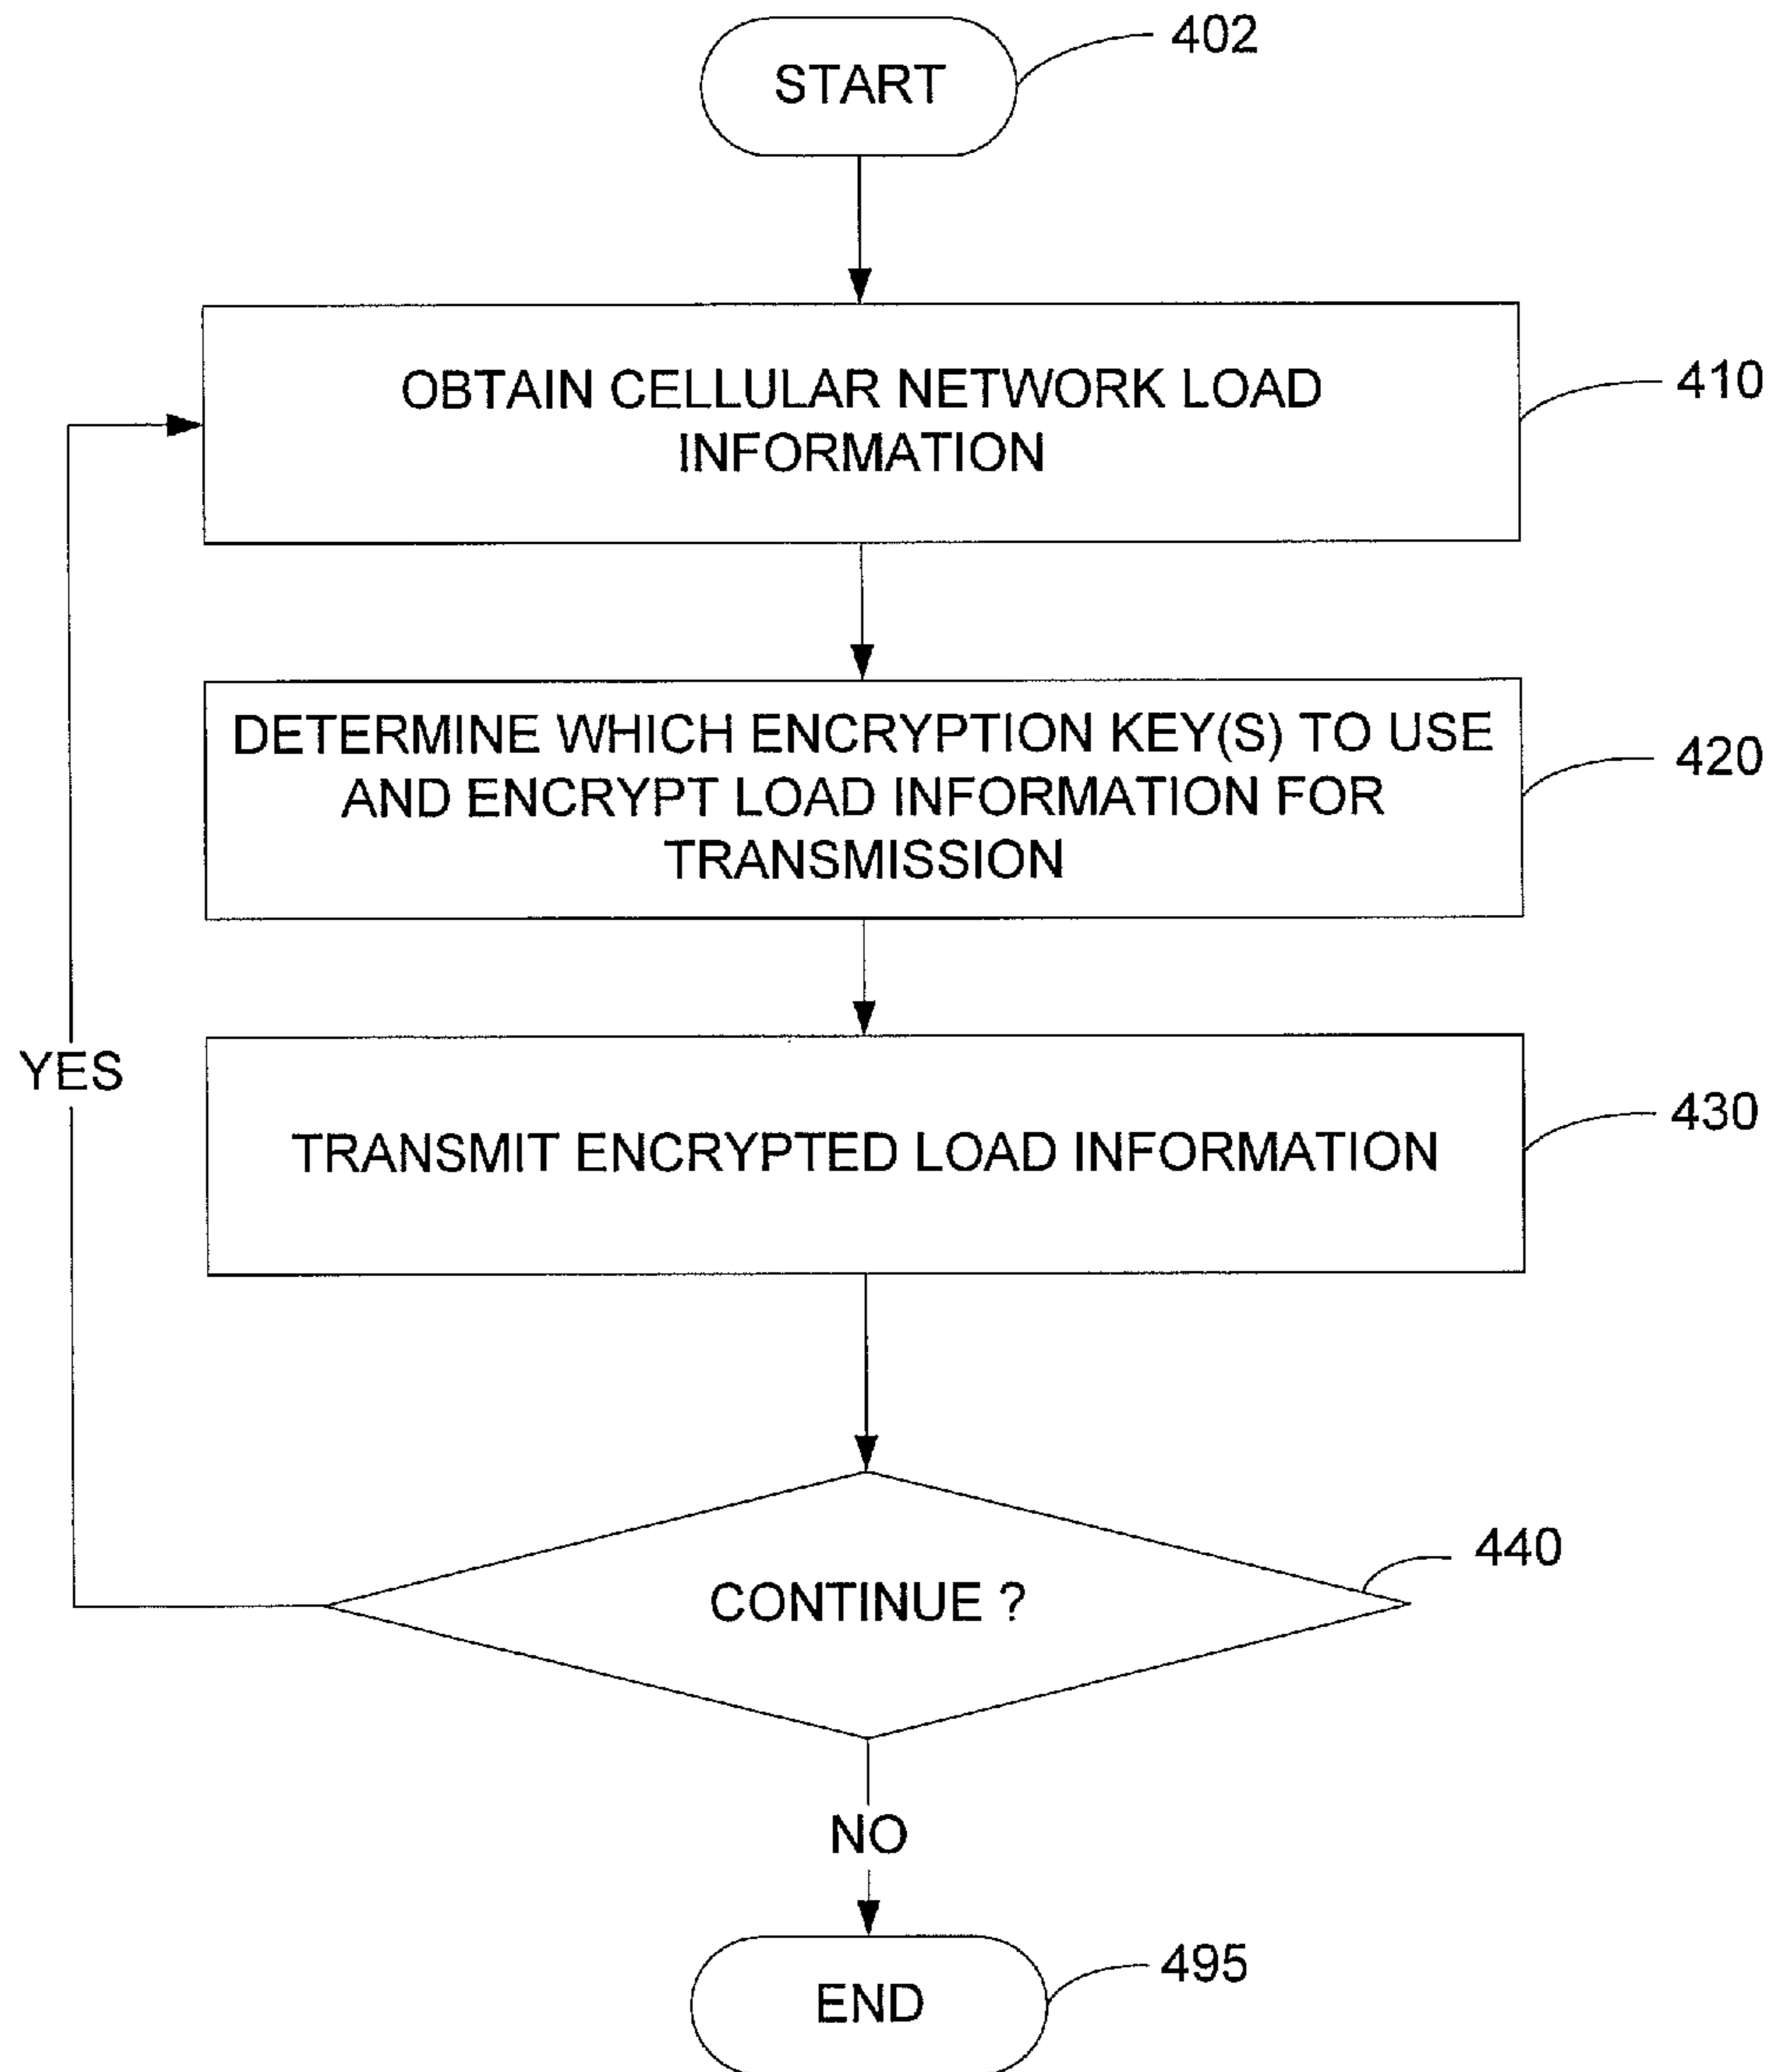 START
402
OBTAIN CELLULAR NETWORK LOAD
INFORMATION
410
DETERMINE WHICH ENCRYPTION KEY(S) TO USE
AND ENCRYPT LOAD INFORMATION FOR
TRANSMISSION
420
YES
TRANSMIT ENCRYPTED LOAD INFORMATION
430
CONTINUE ?
440
NO
END
495